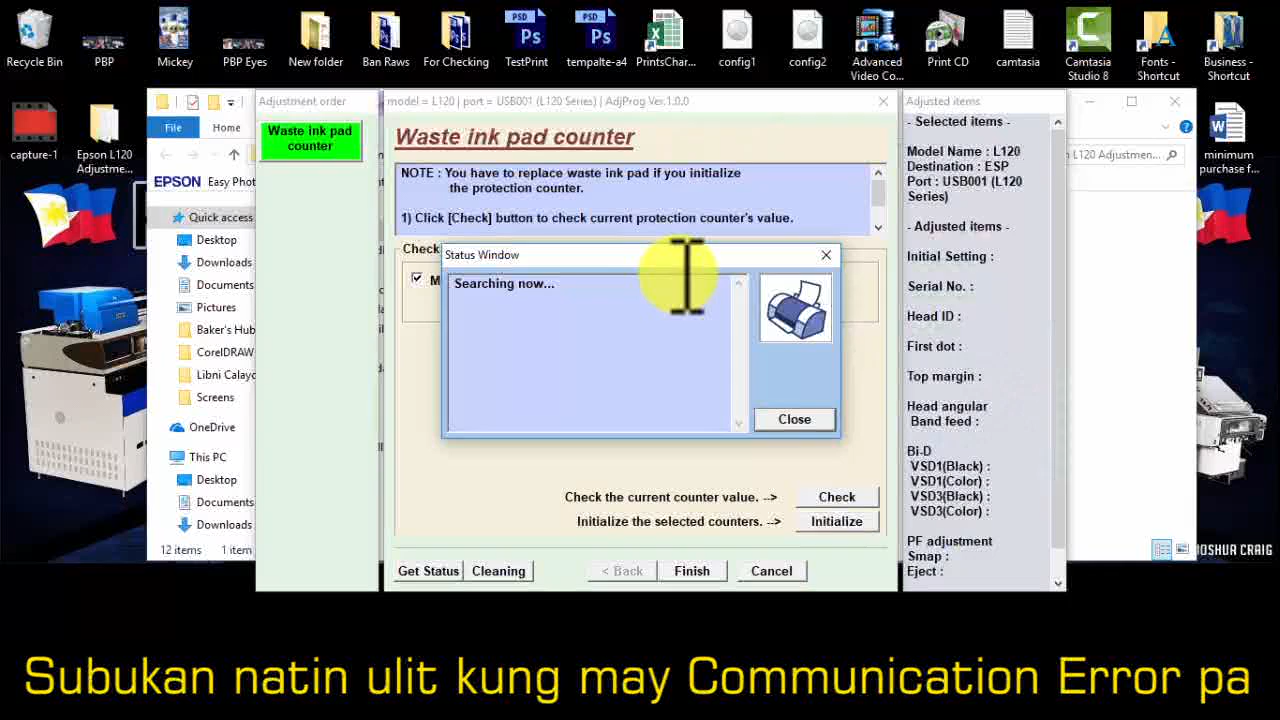 Recycle Bin
PBP
Mickey
PBP Eyes
New folder
Ban Raws
For Checking
PSD
Ps
TestPrint
PSD
Ps
tempalte-a4
PrintsChar...
config1
config2
Advanced
Video Co...
Print CD
camtasia
Camtasia
Studio 8
Fonts -
Shortcut
Business -
Shortcut
capture-1
Epson L120
Adjustme...
minimum
purchase f...
File
Home
EPSON Easy Phot
Quick access
Desktop
Downloads
Documents
Pictures
Baker's Hub
CorelDRAW
Libni Calayo
Screens
OneDrive
This PC
Desktop
Documents
Downloads
12 items 1 item
L120 Adjustmen...
Adjustment order
Waste ink pad
counter
model = L120 | port = USB001 (L120 Series) | AdjProg Ver.1.0.0
Waste ink pad counter
NOTE : You have to replace waste ink pad if you initialize
the protection counter.
1) Click [Check] button to check current protection counter's value.
Check
M
Status Window
Searching now...
Close
Check the current counter value. -->
Check
Initialize the selected counters. -->
Initialize
Get Status
Cleaning
< Back
Finish
Cancel
Adjusted items
- Selected items -
Model Name : L120
Destination : ESP
Port : USB001 (L120
Series)
- Adjusted items -
Initial Setting :
Serial No. :
Head ID :
First dot :
Top margin :
Head angular
Band feed :
Bi-D
VSD1(Black) :
VSD1(Color) :
VSD3(Black) :
VSD3(Color) :
PF adjustment
Smap :
Eject :
JOSHUA CRAIG
Subukan natin ulit kung may Communication Error pa